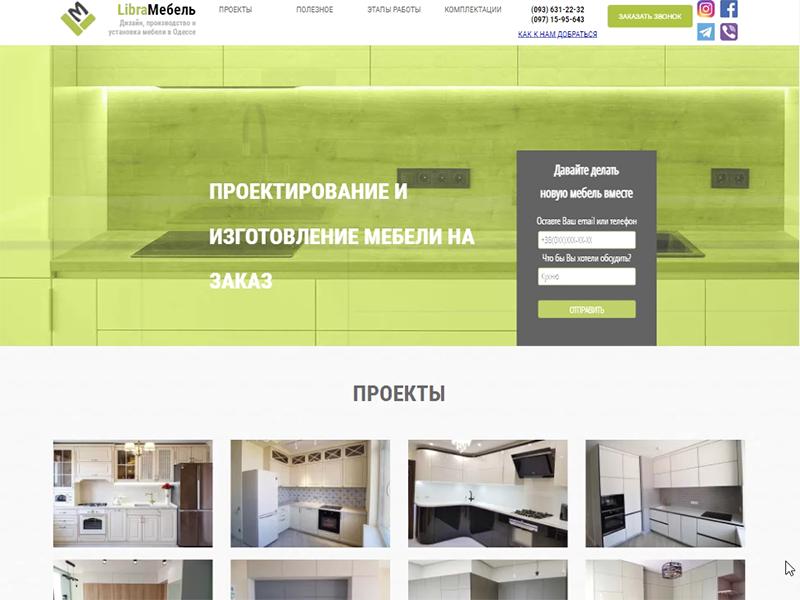 LibraМебель
Дизайн, производство и
установка мебели в Одессе
ПРОЕКТЫ
ПОЛЕЗНОЕ
ЭТАПЫ РАБОТЫ
КОМПЛЕКТАЦИИ
(093) 631-22-32
(097) 15-95-643
КАК К НАМ ДОБРАТЬСЯ
ЗАКАЗАТЬ ЗВОНОК
ПРОЕКТИРОВАНИЕ И
ИЗГОТОВЛЕНИЕ МЕБЕЛИ НА
ЗАКАЗ
Давайте делать
новую мебель вместе
Оставте Ваш email или телефон
+38(0XX)XXX-XX-XX
Что бы Вы хотели обсудить?
Кухню
ОТПРАВИТЬ
ПРОЕКТЫ